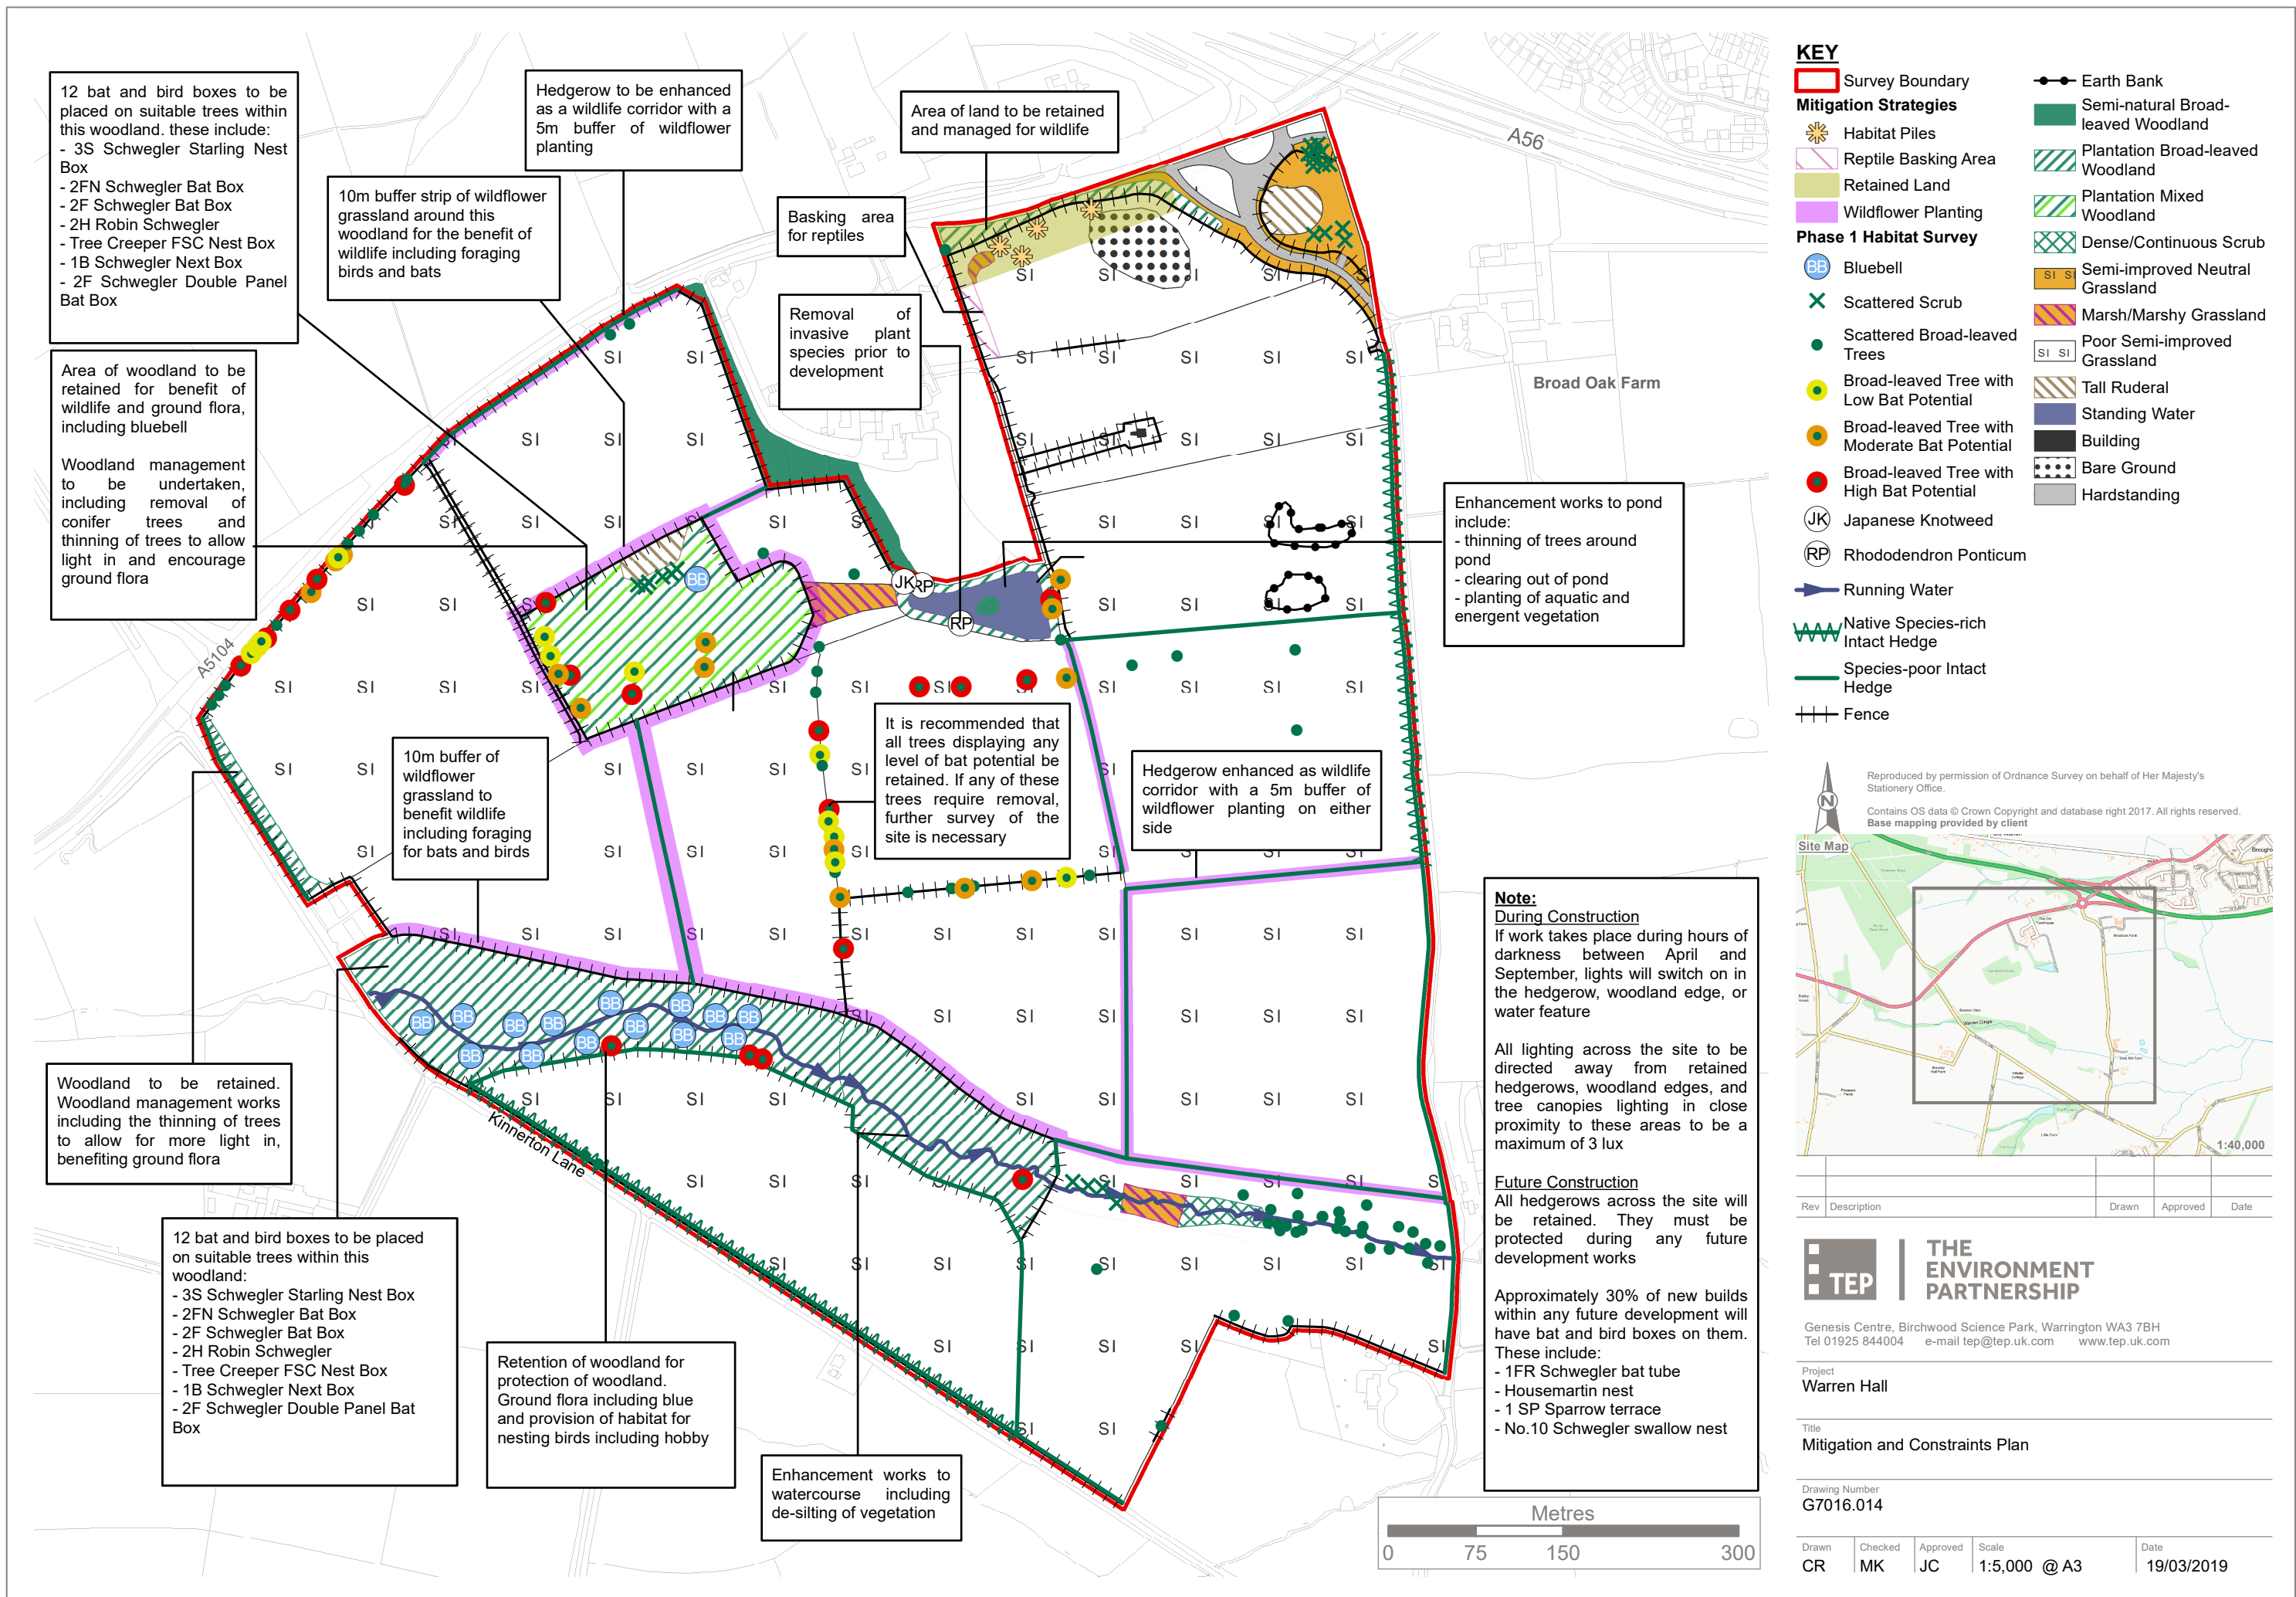 12 bat and bird boxes to be
placed on suitable trees within
this woodland. these include:
- 3S Schwegler Starling Nest
Box
- 2FN Schwegler Bat Box
- 2F Schwegler Bat Box
- 2H Robin Schwegler
- Tree Creeper FSC Nest Box
- 1B Schwegler Next Box
- 2F Schwegler Double Panel
Bat Box
Hedgerow to be enhanced
as a wildlife corridor with a
5m buffer of wildflower
planting
10m buffer strip of wildflower
grassland around this
woodland for the benefit of
wildlife including foraging
birds and bats
Area of land to be retained
and managed for wildlife
Basking area
for reptiles
Removal of
invasive plant
species prior to
development
Area of woodland to be
retained for benefit of
wildlife and ground flora,
including bluebell
Woodland management
to be undertaken,
including removal of
conifer trees and
thinning of trees to allow
light in and encourage
ground flora
A56
Broad Oak Farm
Enhancement works to pond
include:
- thinning of trees around
pond
- clearing out of pond
- planting of aquatic and
energent vegetation
A5104
10m buffer of
wildflower
grassland to
benefit wildlife
including foraging
for bats and birds
It is recommended that
all trees displaying any
level of bat potential be
retained. If any of these
trees require removal,
further survey of the
site is necessary
Hedgerow enhanced as wildlife
corridor with a 5m buffer of
wildflower planting on either
side
Woodland to be retained.
Woodland management works
including the thinning of trees
to allow for more light in,
benefiting ground flora
Kinnerton Lane
12 bat and bird boxes to be placed
on suitable trees within this
woodland:
- 3S Schwegler Starling Nest Box
- 2FN Schwegler Bat Box
- 2F Schwegler Bat Box
- 2H Robin Schwegler
- Tree Creeper FSC Nest Box
- 1B Schwegler Next Box
- 2F Schwegler Double Panel Bat
Box
Retention of woodland for
protection of woodland.
Ground flora including blue
and provision of habitat for
nesting birds including hobby
Enhancement works to
watercourse including
de-silting of vegetation
Note:
During Construction
If work takes place during hours of
darkness between April and
September, lights will switch on in
the hedgerow, woodland edge, or
water feature
All lighting across the site to be
directed away from retained
hedgerows, woodland edges, and
tree canopies lighting in close
proximity to these areas to be a
maximum of 3 lux
Future Construction
All hedgerows across the site will
be retained. They must be
protected during any future
development works
Approximately 30% of new builds
within any future development will
have bat and bird boxes on them.
These include:
- 1FR Schwegler bat tube
- Housemartin nest
- 1 SP Sparrow terrace
- No.10 Schwegler swallow nest
Metres
0 75 150 300
KEY
Survey Boundary
Mitigation Strategies
Habitat Piles
Reptile Basking Area
Retained Land
Wildflower Planting
Phase 1 Habitat Survey
BB Bluebell
Scattered Scrub
Scattered Broad-leaved
Trees
Broad-leaved Tree with
Low Bat Potential
Broad-leaved Tree with
Moderate Bat Potential
Broad-leaved Tree with
High Bat Potential
JK Japanese Knotweed
RP Rhododendron Ponticum
Running Water
Native Species-rich
Intact Hedge
Species-poor Intact
Hedge
Fence
Earth Bank
Semi-natural Broad-
leaved Woodland
Plantation Broad-leaved
Woodland
Plantation Mixed
Woodland
Dense/Continuous Scrub
SI SI Semi-improved Neutral
Grassland
Marsh/Marshy Grassland
SI SI Poor Semi-improved
Grassland
Tall Ruderal
Standing Water
Building
Bare Ground
Hardstanding
N
Reproduced by permission of Ordnance Survey on behalf of Her Majesty's
Stationery Office.
Contains OS data © Crown Copyright and database right 2017. All rights reserved.
Base mapping provided by client
Site Map
1:40,000
Rev Description Drawn Approved Date
TEP
THE
ENVIRONMENT
PARTNERSHIP
Genesis Centre, Birchwood Science Park, Warrington WA3 7BH
Tel 01925 844004 e-mail tep@tep.uk.com www.tep.uk.com
Project
Warren Hall
Title
Mitigation and Constraints Plan
Drawing Number
G7016.014
Drawn Checked Approved Scale Date
CR MK JC 1:5,000 @ A3 19/03/2019